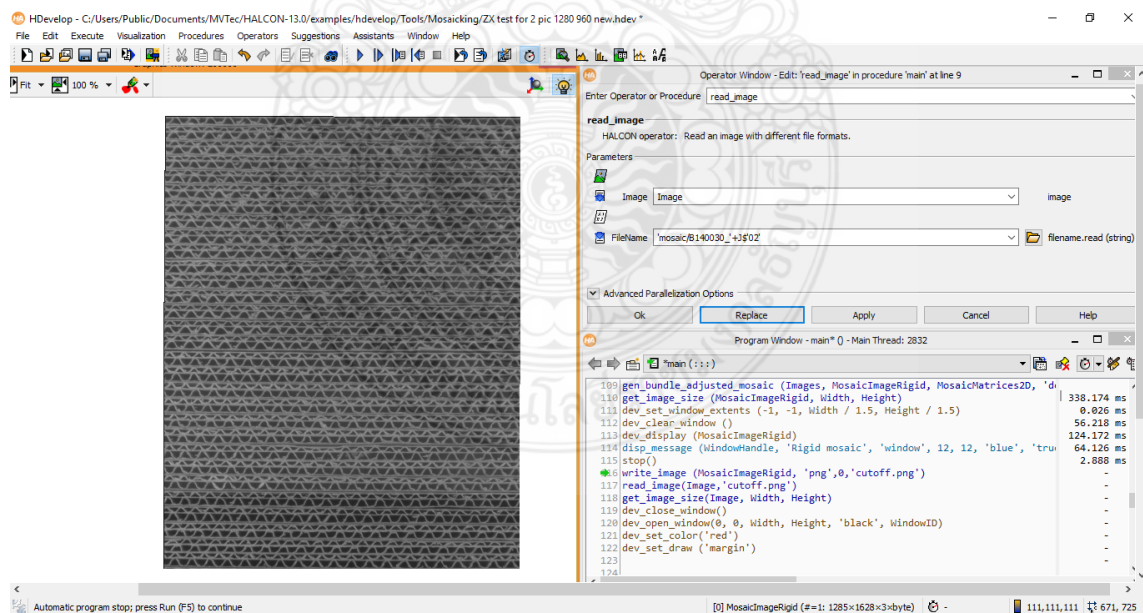 HDevelop - C:/Users/Public/Documents/MVTec/HALCON-13.0/examples/hdevelop/Tools/Mosaicking/ZX test for 2 pic 1280 960 new.hdev *
File Edit Execute Visualization Procedures Operators Suggestions Assistants Window Help
Fit 100 %
Operator Window - Edit: 'read_image' in procedure 'main' at line 9
Enter Operator or Procedure read_image
read_image
HALCON operator: Read an image with different file formats.
Parameters
Image Image image
FileName 'mosaic/B140030_'+J$'02' filename.read (string)
Advanced Parallelization Options
Ok Replace Apply Cancel Help
Program Window - main* () - Main Thread: 2832
*main (:::)
109 gen_bundle_adjusted_mosaic (Images, MosaicImageRigid, MosaicMatrices2D, 'de
110 get_image_size (MosaicImageRigid, Width, Height) 338.174 ms
111 dev_set_window_extents (-1, -1, Width / 1.5, Height / 1.5) 0.026 ms
112 dev_clear_window () 56.218 ms
113 dev_display (MosaicImageRigid) 124.172 ms
114 disp_message (WindowHandle, 'Rigid mosaic', 'window', 12, 12, 'blue', 'true 64.126 ms
115 stop() 2.888 ms
16 write_image (MosaicImageRigid, 'png',0,'cutoff.png') -
117 read_image(Image,'cutoff.png') -
118 get_image_size(Image, Width, Height) -
119 dev_close_window() -
120 dev_open_window(0, 0, Width, Height, 'black', WindowID) -
121 dev_set_color('red') -
122 dev_set_draw ('margin') -
123 -
124
Automatic program stop; press Run (F5) to continue [0] MosaicImageRigid (#=1: 1285×1628×3×byte) - 111,111,111 671, 725